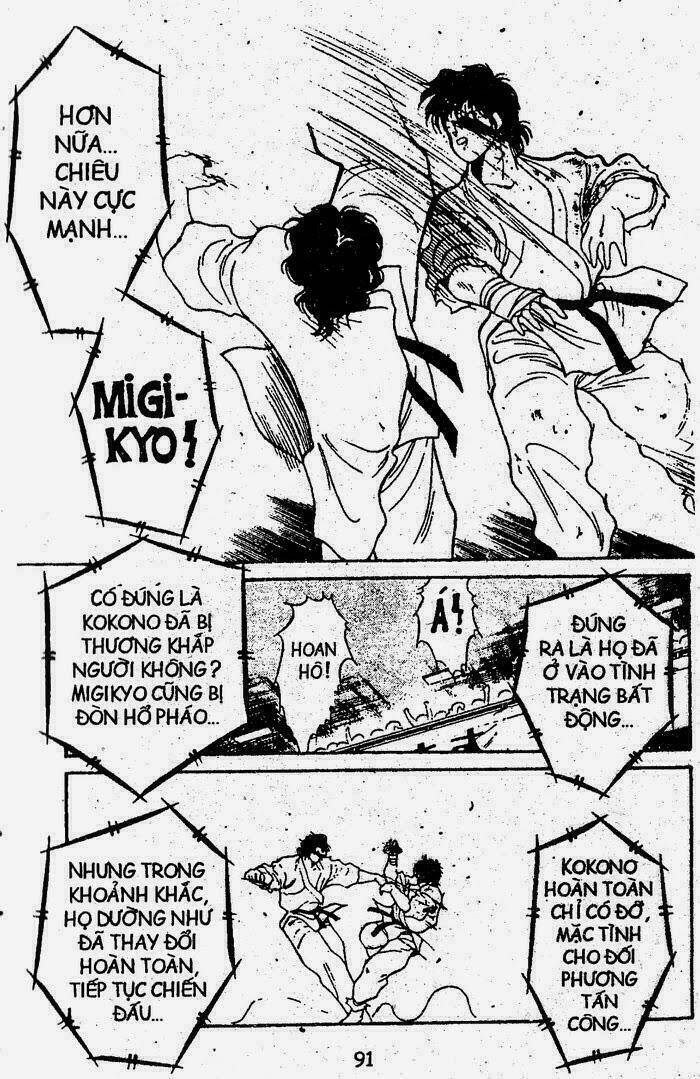 HƠN
NỮA...
CHIÊU
NÀY CỰC
MẠNH...
MIGI-
KYO!
CÓ ĐÚNG LÀ
KOKONO ĐÃ BỊ
THƯƠNG KHẮP
NGƯỜI KHÔNG?
MIGIKYO CŨNG BỊ
ĐÒN HỔ PHÁO...
HOAN
HÔ!
Á!
ĐÚNG
RA LÀ HỌ ĐÃ
Ở VÀO TÌNH
TRẠNG BẤT
ĐỘNG...
NHƯNG TRONG
KHOẢNH KHẮC,
HỌ DƯỜNG NHƯ
ĐÃ THAY ĐỔI
HOÀN TOÀN,
TIẾP TỤC CHIẾN
ĐẤU...
KOKONO
HOÀN TOÀN
CHỈ CÓ ĐỠ,
MẶC TÌNH
CHO ĐỐI
PHƯƠNG
TẤN
CÔNG...
91